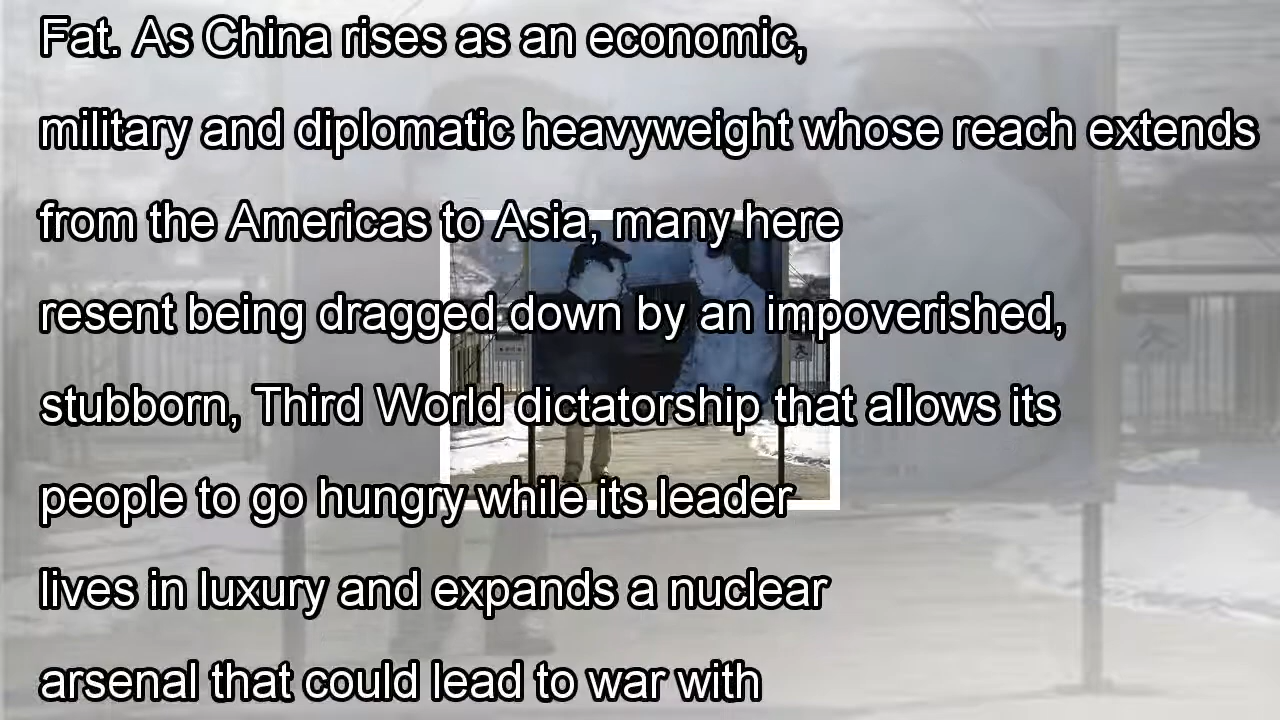 Fat. As China rises as an economic,
military and diplomatic heavyweight whose reach extends
from the Americas to Asia, many here
resent being dragged down by an impoverished,
stubborn, Third World dictatorship that allows its
people to go hungry while its leader
lives in luxury and expands a nuclear
arsenal that could lead to war with